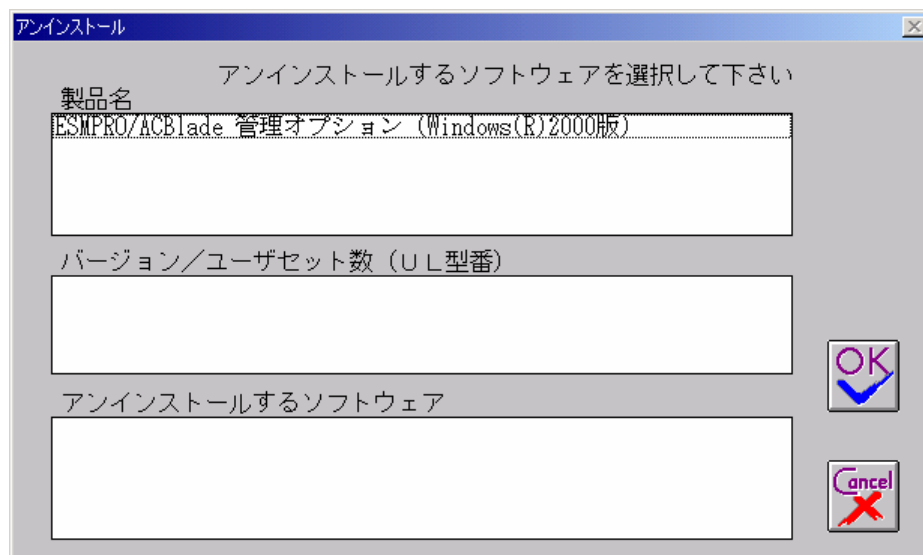 アンインストール
アンインストールするソフトウェアを選択して下さい
製品名
ESMPRO/ACBlade 管理オプション (Windows(R)2000版)
バージョン／ユーザセット数 (ＵＬ型番)
アンインストールするソフトウェア
OK
Cancel